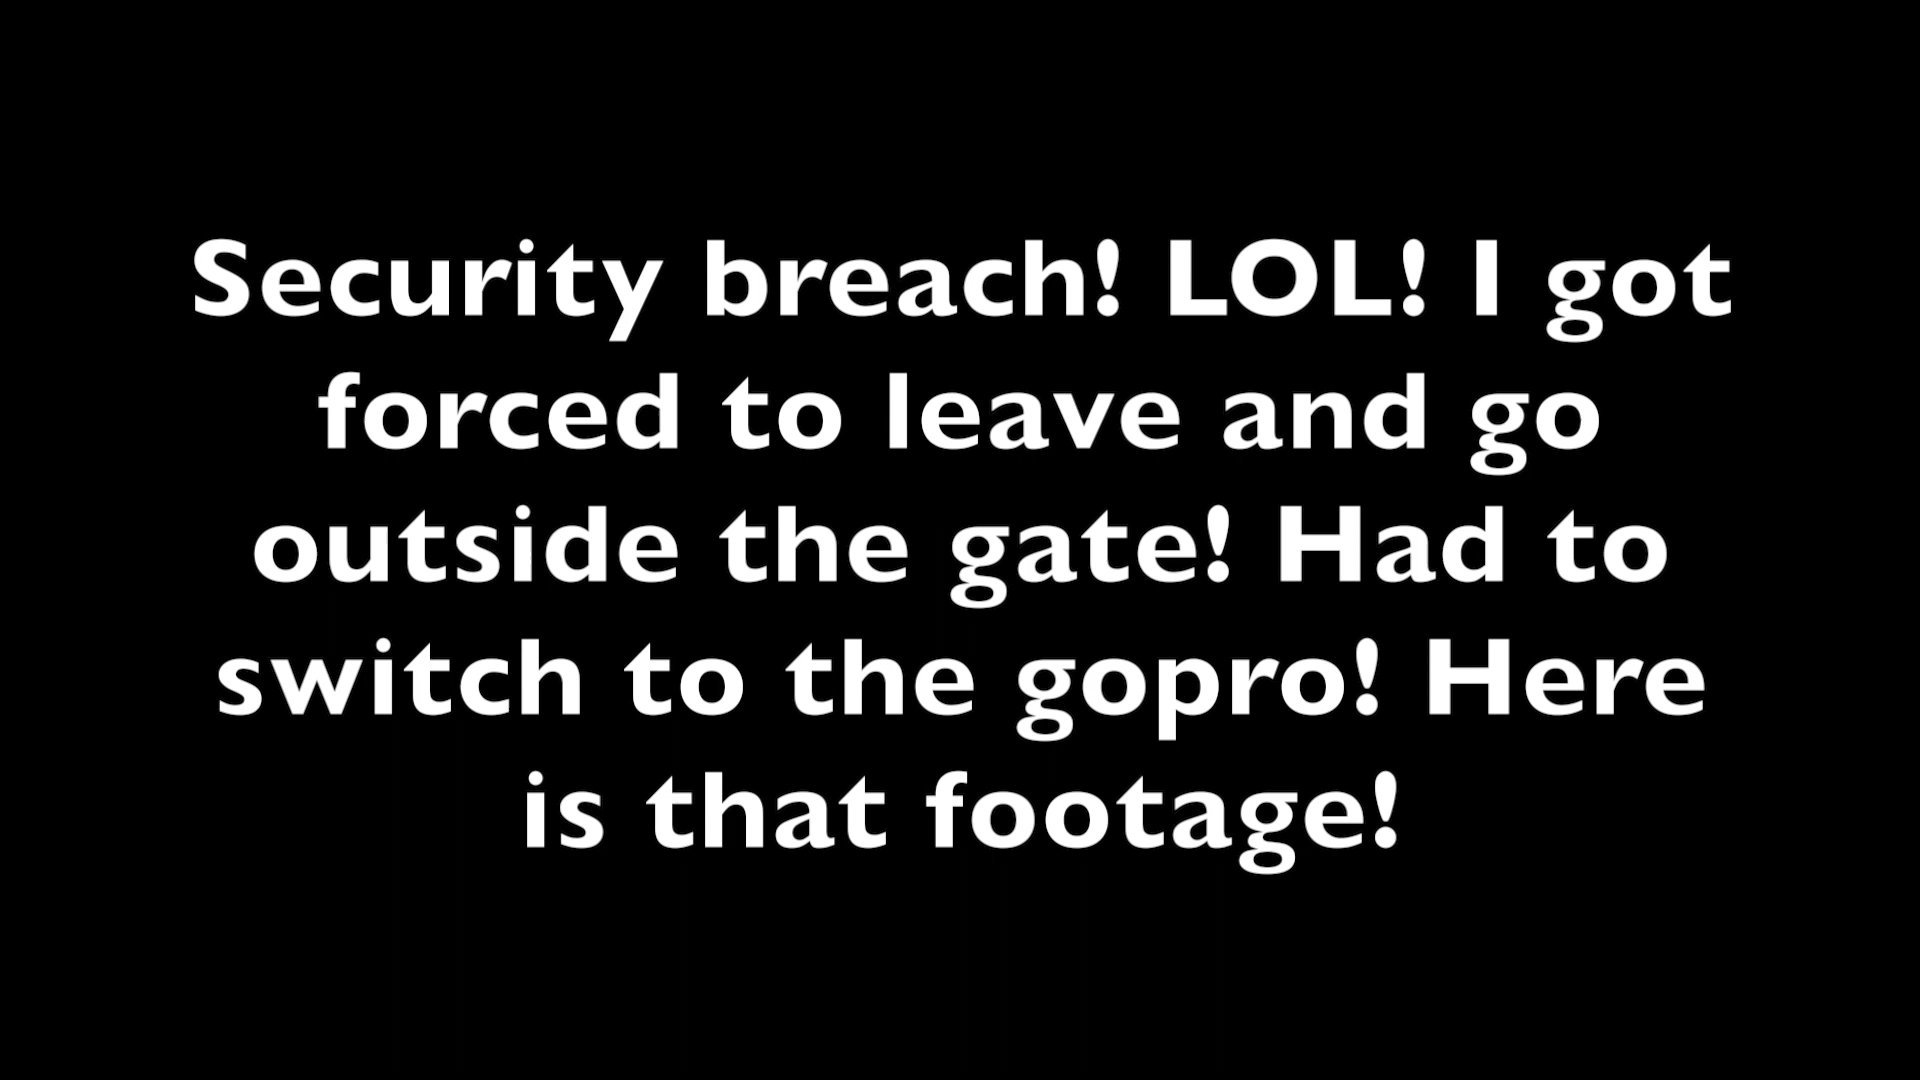 Security breach! LOL! I got
forced to leave and go
outside the gate! Had to
switch to the gopro! Here
is that footage!